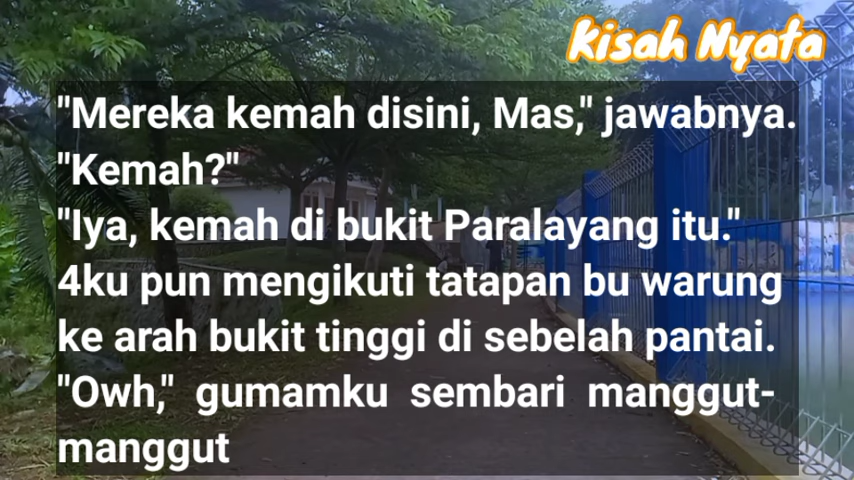 Kisah Nyata
"Mereka kemah disini, Mas," jawabnya.
"Kemah?"
"Iya, kemah di bukit Paralayang itu."
4ku pun mengikuti tatapan bu warung
ke arah bukit tinggi di sebelah pantai.
"Owh," gumamku sembari manggut-
manggut